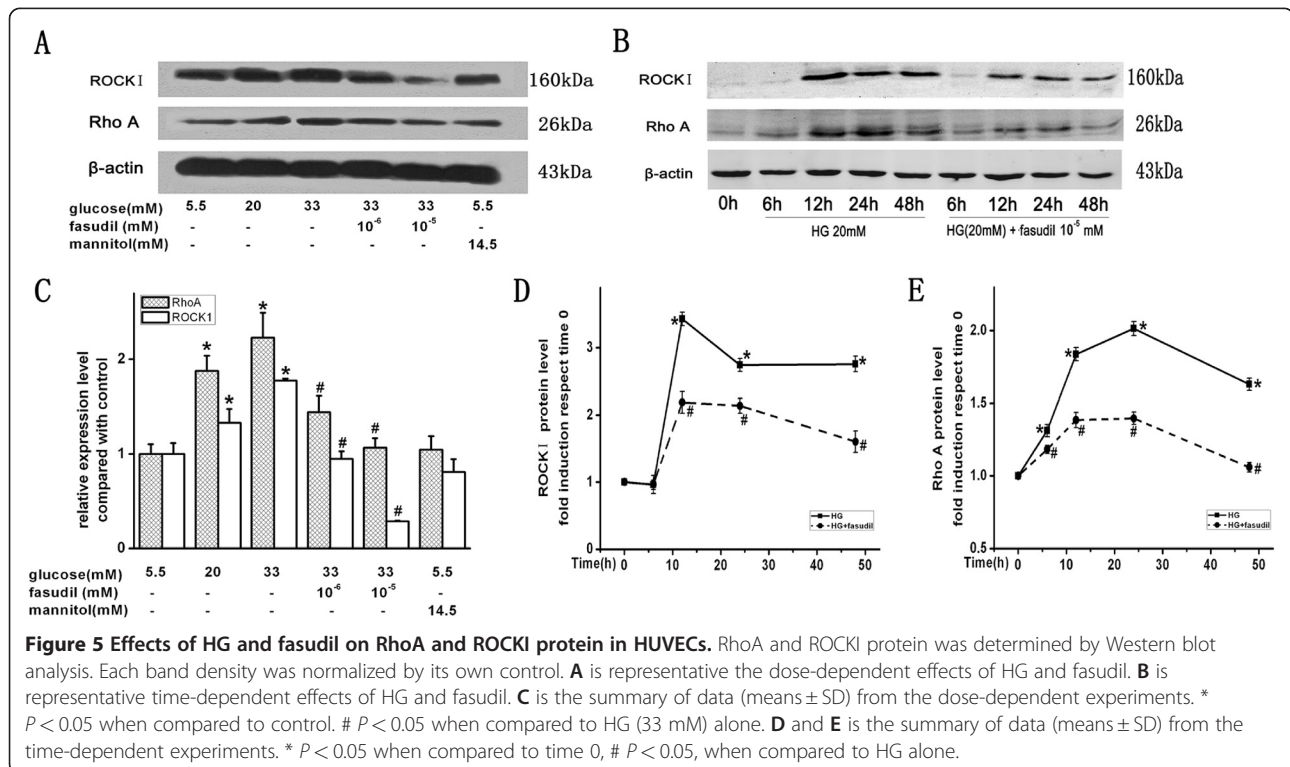 A
ROCKI 160kDa
Rho A 26kDa
β-actin 43kDa
glucose(mM) 5.5 20 33 33 33 5.5
fasudil (mM) - - - 10⁻⁶ 10⁻⁵ -
mannitol(mM) - - - - - 14.5
B
ROCKI 160kDa
Rho A 26kDa
β-actin 43kDa
0h 6h 12h 24h 48h 6h 12h 24h 48h
HG 20mM HG(20mM) + fasudil 10⁻⁵ mM
C
RhoA
ROCK1
relative expression level
compared with control
2
1
0
* * * * # # # #
glucose(mM) 5.5 20 33 33 33 5.5
fasudil (mM) - - - 10⁻⁶ 10⁻⁵ -
mannitol(mM) - - - - - 14.5
D
ROCKI protein level
fold induction respect time 0
3
2
1
0
* * *
# # #
HG
HG+fasudil
Time(h) 0 10 20 30 40 50
E
Rho A protein level
fold induction respect time 0
2.0
1.5
1.0
0.5
* * * *
# # # #
HG
HG+fasudil
Time(h) 0 10 20 30 40 50
Figure 5 Effects of HG and fasudil on RhoA and ROCKI protein in HUVECs. RhoA and ROCKI protein was determined by Western blot
analysis. Each band density was normalized by its own control. A is representative the dose-dependent effects of HG and fasudil. B is
representative time-dependent effects of HG and fasudil. C is the summary of data (means ± SD) from the dose-dependent experiments. *
P < 0.05 when compared to control. # P < 0.05 when compared to HG (33 mM) alone. D and E is the summary of data (means ± SD) from the
time-dependent experiments. * P < 0.05 when compared to time 0, # P < 0.05, when compared to HG alone.